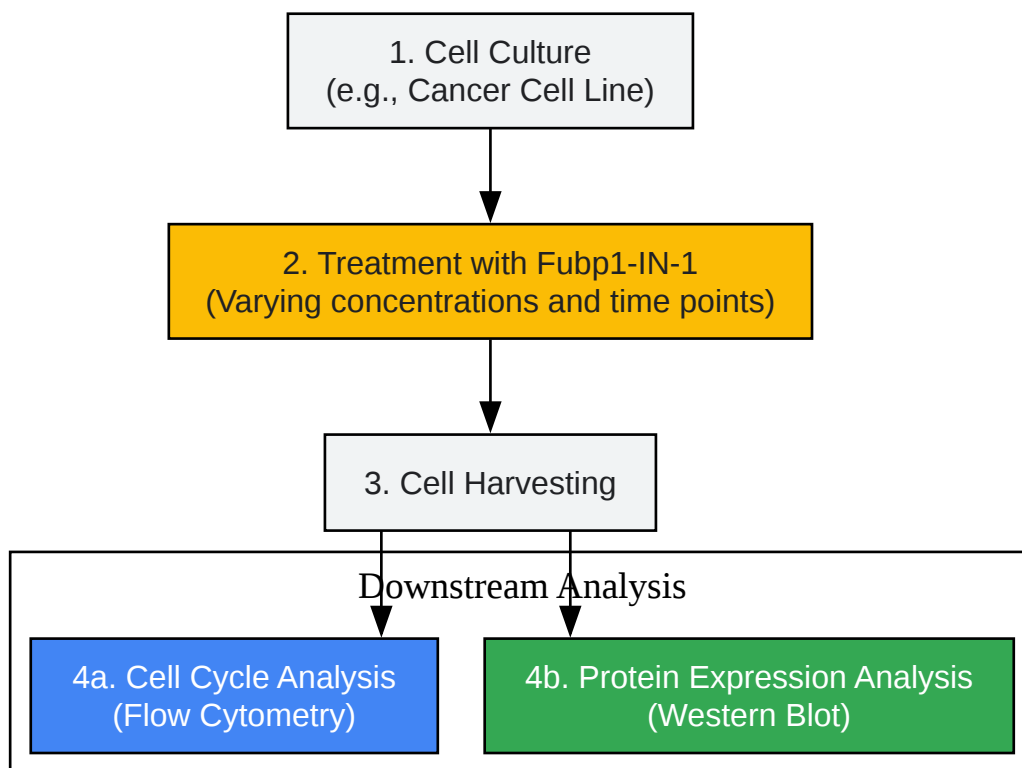 1. Cell Culture
(e.g., Cancer Cell Line)
2. Treatment with Fubp1-IN-1
(Varying concentrations and time points)
3. Cell Harvesting
Downstream Analysis
4a. Cell Cycle Analysis
(Flow Cytometry)
4b. Protein Expression Analysis
(Western Blot)